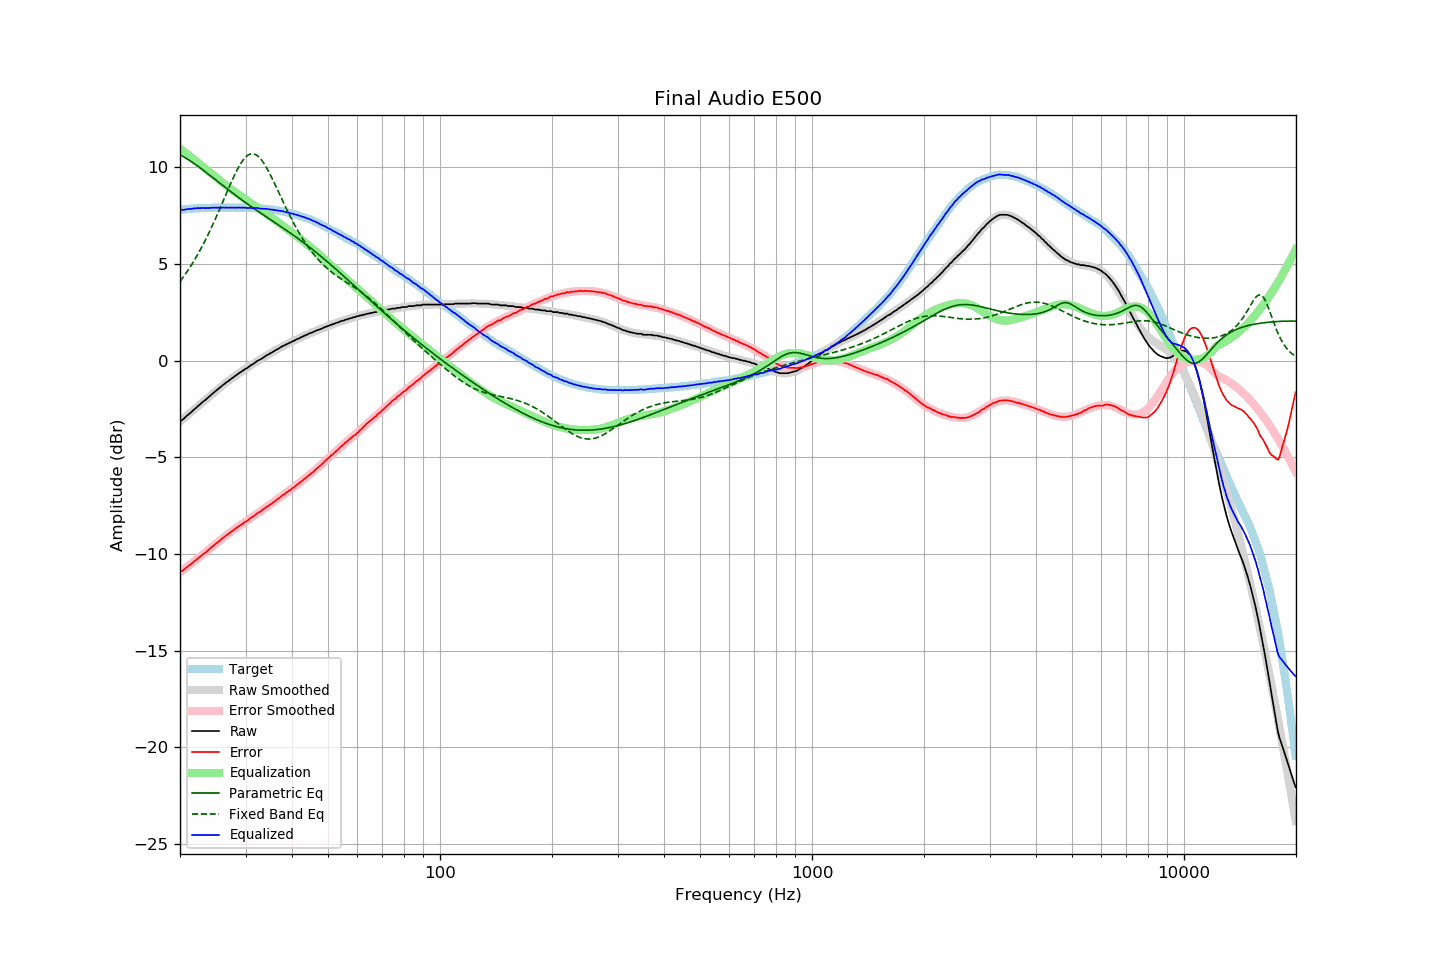 Final Audio E500
10
5
0
−5
−10
−15
−20
−25
Amplitude (dBr)
Target
Raw Smoothed
Error Smoothed
Raw
Error
Equalization
Parametric Eq
Fixed Band Eq
Equalized
100
1000
10000
Frequency (Hz)